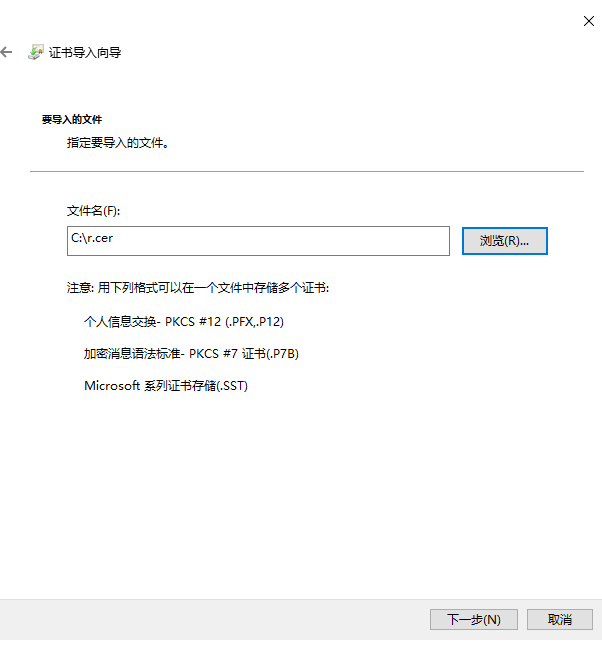 证书导入向导
要导入的文件
指定要导入的文件。
文件名(F):
C:\r.cer
浏览(R)...
注意: 用下列格式可以在一个文件中存储多个证书:
个人信息交换- PKCS #12 (.PFX,.P12)
加密消息语法标准- PKCS #7 证书(.P7B)
Microsoft 系列证书存储(.SST)
下一步(N)
取消